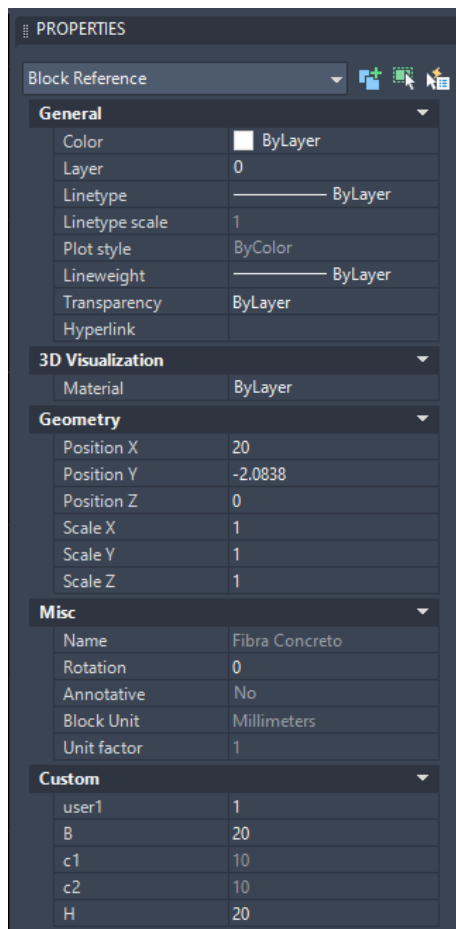 PROPERTIES
Block Reference
General
Color ByLayer
Layer 0
Linetype ByLayer
Linetype scale 1
Plot style ByColor
Lineweight ByLayer
Transparency ByLayer
Hyperlink
3D Visualization
Material ByLayer
Geometry
Position X 20
Position Y -2.0838
Position Z 0
Scale X 1
Scale Y 1
Scale Z 1
Misc
Name Fibra Concreto
Rotation 0
Annotative No
Block Unit Millimeters
Unit factor 1
Custom
user1 1
B 20
c1 10
c2 10
H 20